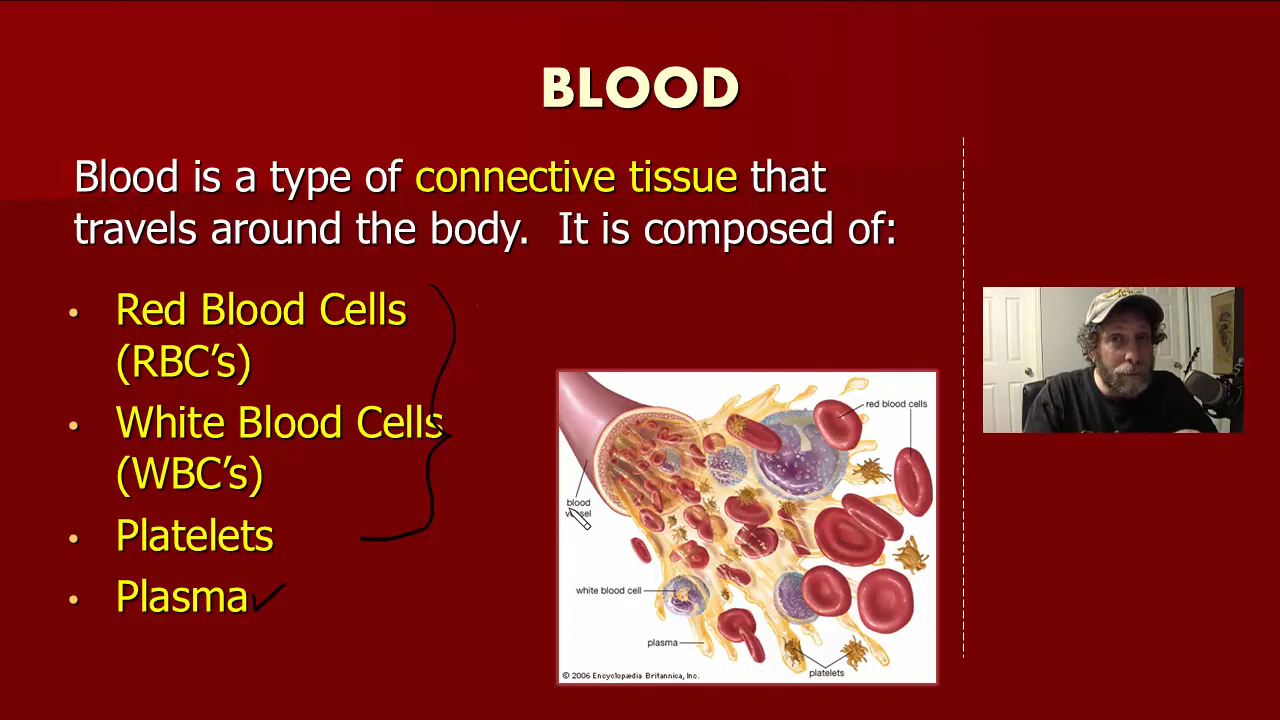 BLOOD
Blood is a type of connective tissue that
travels around the body. It is composed of:
• Red Blood Cells
(RBC’s)
• White Blood Cells
(WBC’s)
• Platelets
• Plasma
red blood cells
blood
vessel
white blood cell
plasma
platelets
© 2006 Encyclopædia Britannica, Inc.